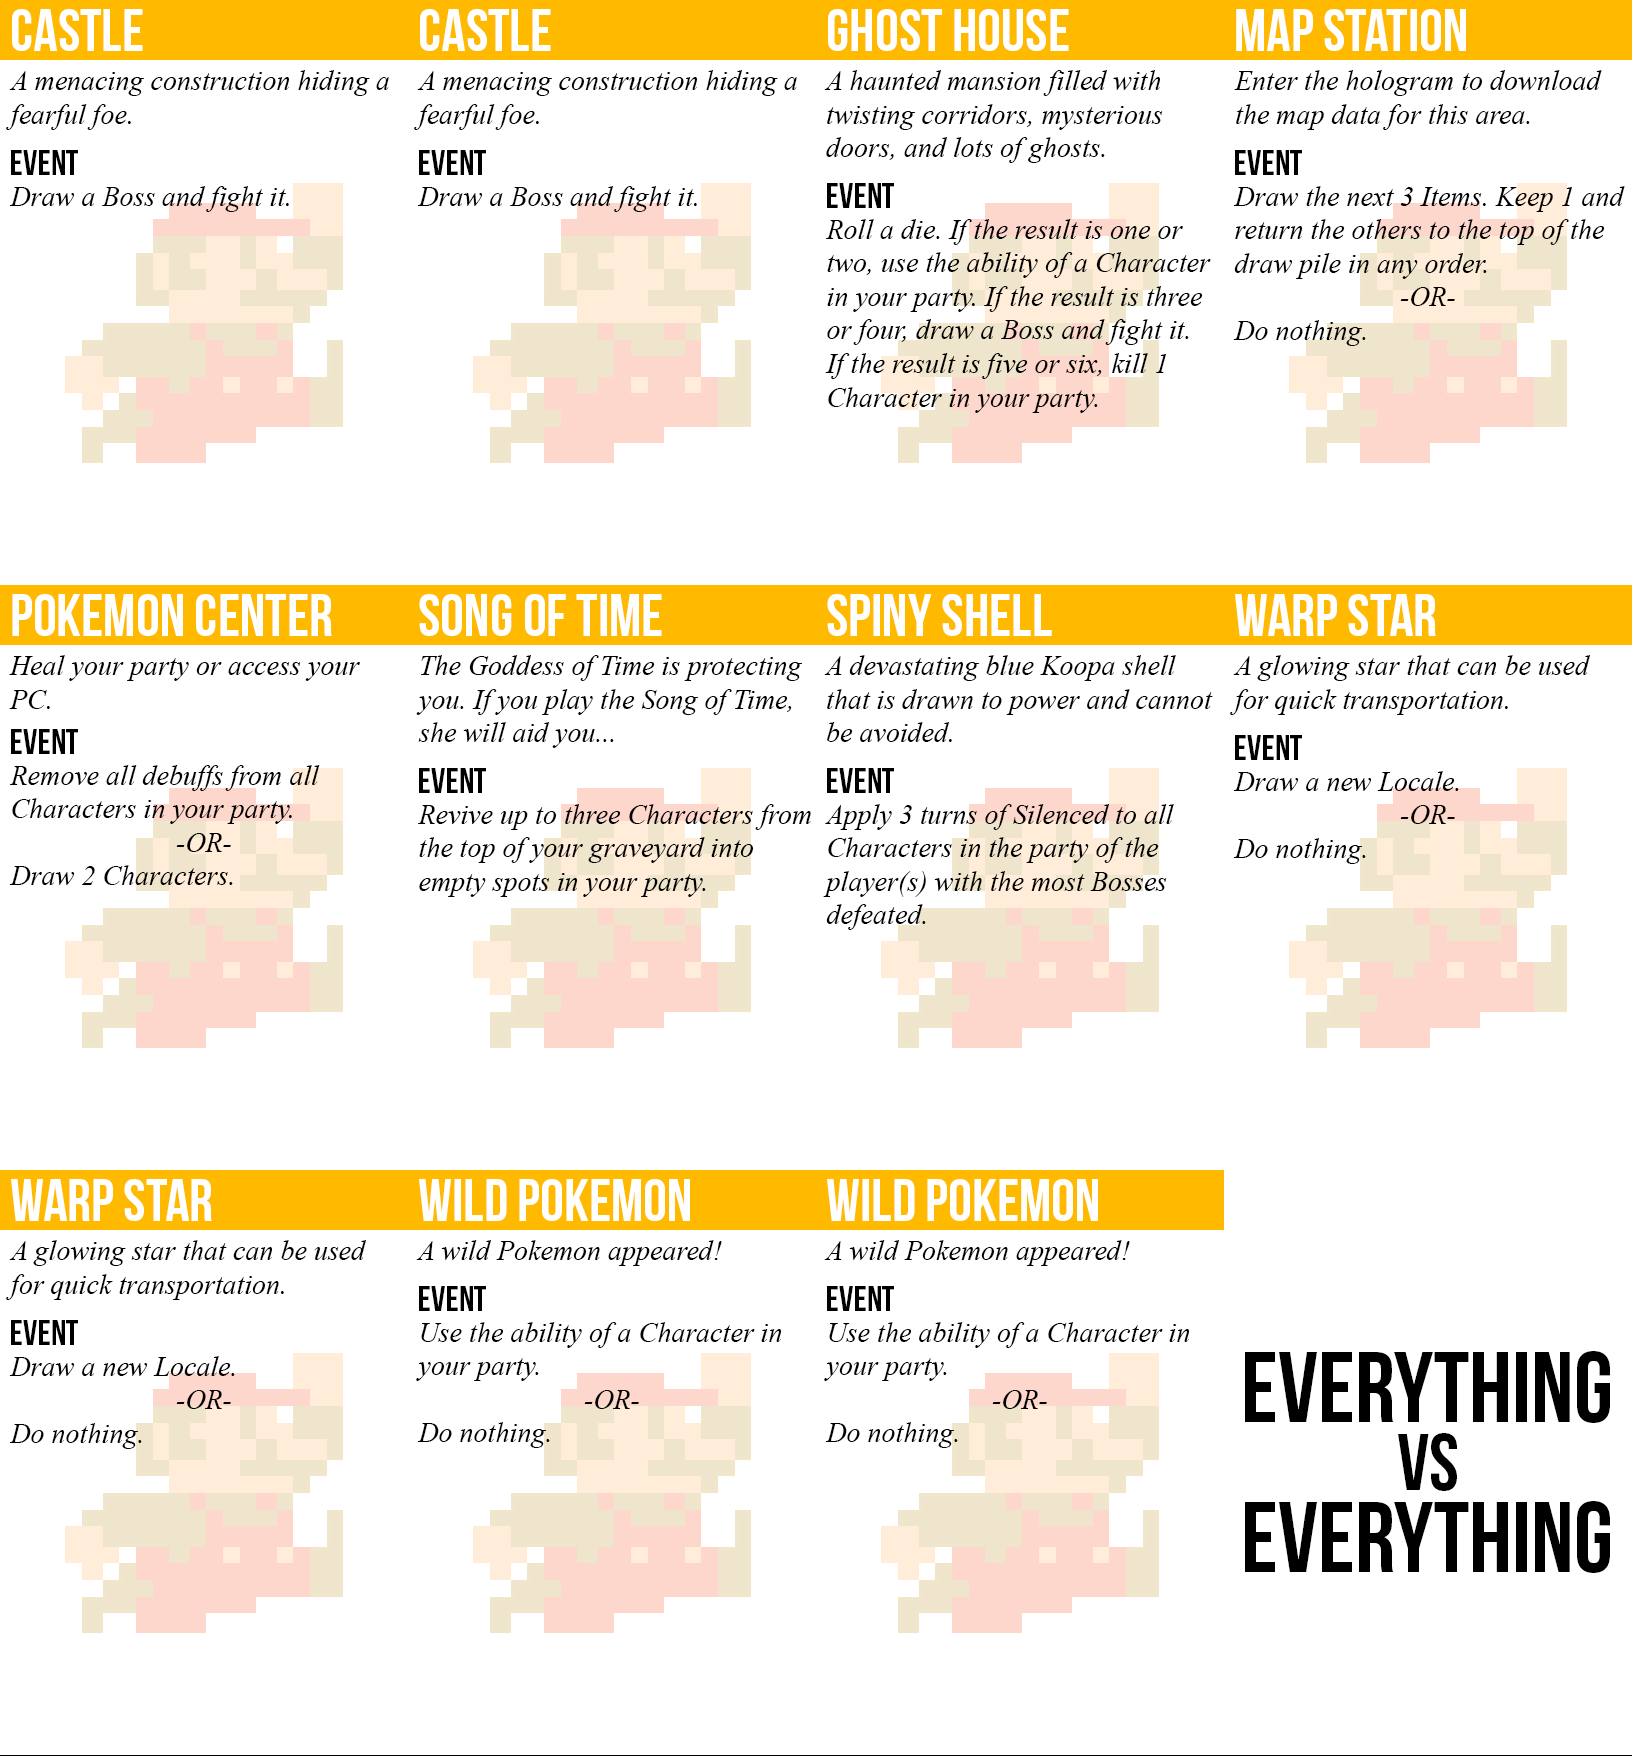 CASTLE
A menacing construction hiding a
fearful foe.
EVENT
Draw a Boss and fight it.
CASTLE
A menacing construction hiding a
fearful foe.
EVENT
Draw a Boss and fight it.
GHOST HOUSE
A haunted mansion filled with
twisting corridors, mysterious
doors, and lots of ghosts.
EVENT
Roll a die. If the result is one or
two, use the ability of a Character
in your party. If the result is three
or four, draw a Boss and fight it.
If the result is five or six, kill 1
Character in your party.
MAP STATION
Enter the hologram to download
the map data for this area.
EVENT
Draw the next 3 Items. Keep 1 and
return the others to the top of the
draw pile in any order.
-OR-
Do nothing.
POKEMON CENTER
Heal your party or access your
PC.
EVENT
Remove all debuffs from all
Characters in your party.
-OR-
Draw 2 Characters.
SONG OF TIME
The Goddess of Time is protecting
you. If you play the Song of Time,
she will aid you...
EVENT
Revive up to three Characters from
the top of your graveyard into
empty spots in your party.
SPINY SHELL
A devastating blue Koopa shell
that is drawn to power and cannot
be avoided.
EVENT
Apply 3 turns of Silenced to all
Characters in the party of the
player(s) with the most Bosses
defeated.
WARP STAR
A glowing star that can be used
for quick transportation.
EVENT
Draw a new Locale.
-OR-
Do nothing.
WARP STAR
A glowing star that can be used
for quick transportation.
EVENT
Draw a new Locale.
-OR-
Do nothing.
WILD POKEMON
A wild Pokemon appeared!
EVENT
Use the ability of a Character in
your party.
-OR-
Do nothing.
WILD POKEMON
A wild Pokemon appeared!
EVENT
Use the ability of a Character in
your party.
-OR-
Do nothing.
EVERYTHING
VS
EVERYTHING